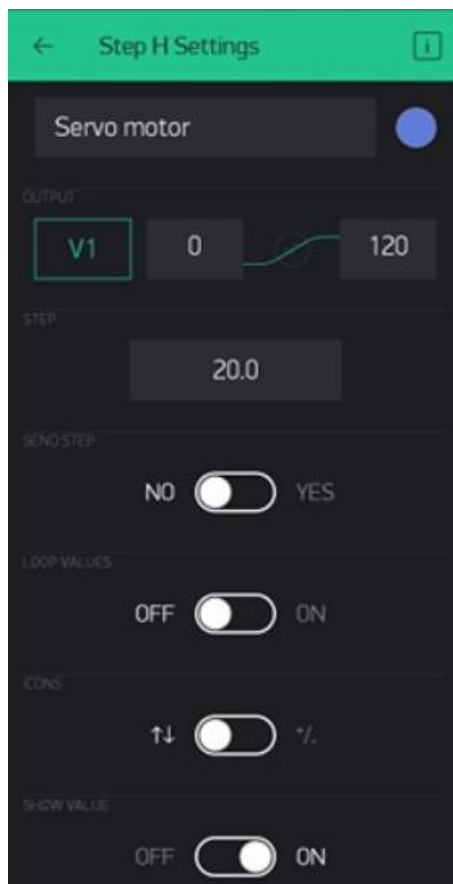 ← Step H Settings i
Servo motor
OUTPUT
V1 0 120
STEP
20.0
SEND STEP
NO YES
LOOP VALUES
OFF ON
ICONS
↑↓ +/-
SHOW VALUE
OFF ON